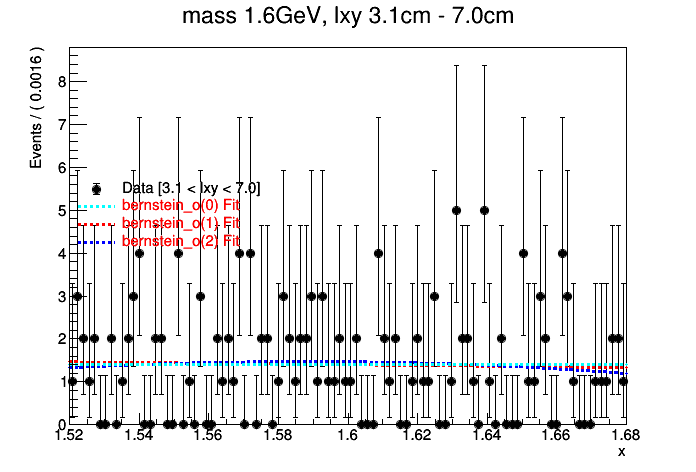 mass 1.6GeV, lxy 3.1cm - 7.0cm
Events / ( 0.0016 )
8
7
6
5
4
3
2
1
0
Data [3.1 < lxy < 7.0]
bernstein_o(0) Fit
bernstein_o(1) Fit
bernstein_o(2) Fit
1.52 1.54 1.56 1.58 1.6 1.62 1.64 1.66 1.68
x